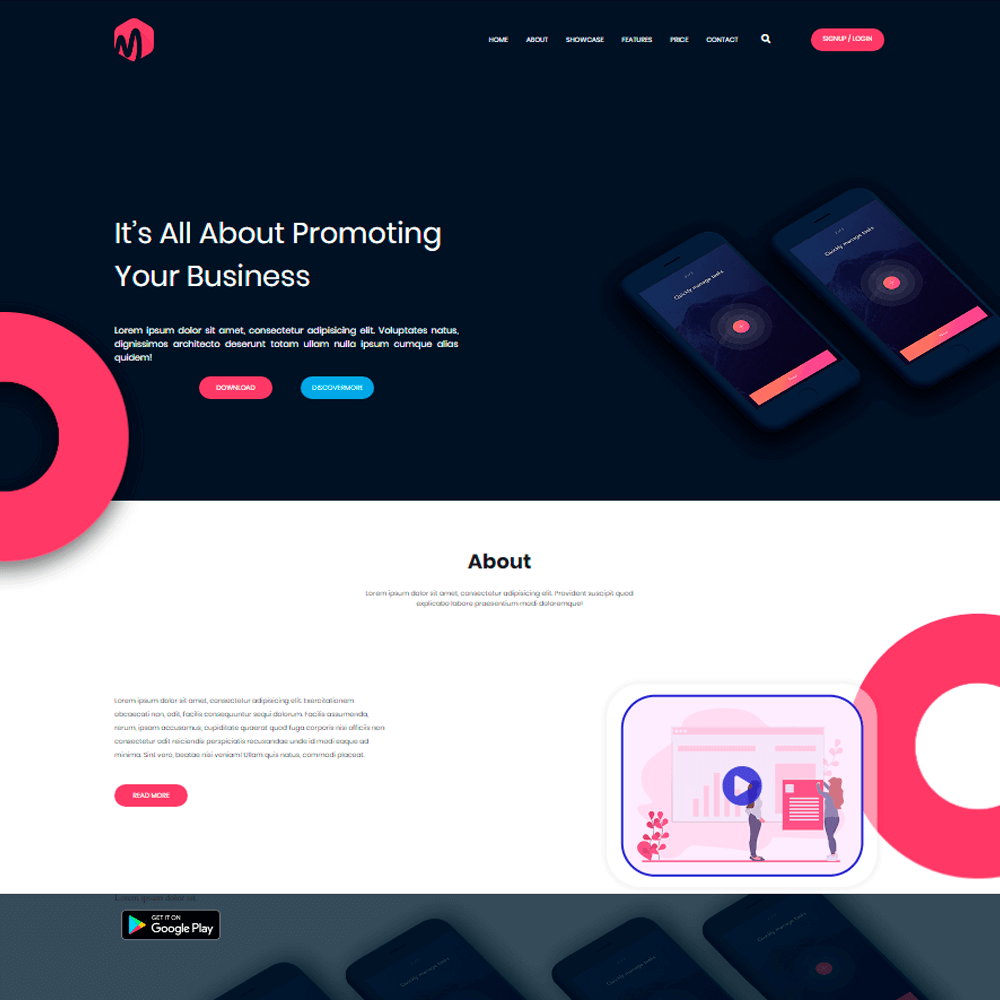 M
HOME ABOUT SHOWCASE FEATURES PRICE CONTACT SIGNUP / LOGIN
It's All About Promoting
Your Business
Lorem ipsum dolor sit amet, consectetur adipisicing elit. Voluptates natus,
dignissimos architecto deserunt totam ullam nulla ipsum cumque alias
quidem!
DOWNLOAD DISCOVERMORE
Quickly manage tasks
Quickly manage tasks
About
Lorem ipsum dolor sit amet, consectetur adipisicing elit. Provident suscipit quod
explicabo labore praesentium modi doloremque!
Lorem ipsum dolor sit amet, consectetur adipisicing elit. Exercitationem
obcaecati non, odit, facilis consequuntur sequi dolorum. Facilis assumenda,
rerum, ipsam accusamus, cupiditate quaerat quod fuga corporis nisi officiis non
consectetur odit reiciendis perspiciatis recusandae unde id modi eaque ad
minima. Sint vero, beatae nisi veniam! Ullam quis natus, commodi placeat.
READ MORE
Lorem ipsum dolor sit.
GET IT ON
Google Play
Quickly manage tasks
Quickly manage tasks
Quickly manage tasks